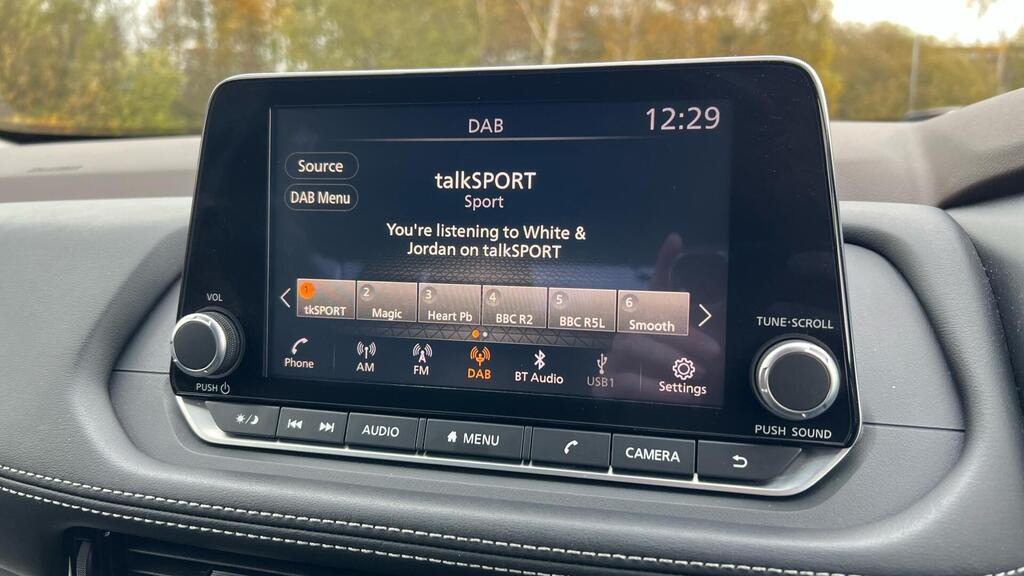 DAB
12:29
Source
DAB Menu
talkSPORT
Sport
You're listening to White &
Jordan on talkSPORT
1 tkSPORT
2 Magic
3 Heart Pb
4 BBC R2
5 BBC R5L
6 Smooth
Phone
AM
FM
DAB
BT Audio
USB1
Settings
VOL
PUSH
TUNE·SCROLL
PUSH SOUND
AUDIO
MENU
CAMERA